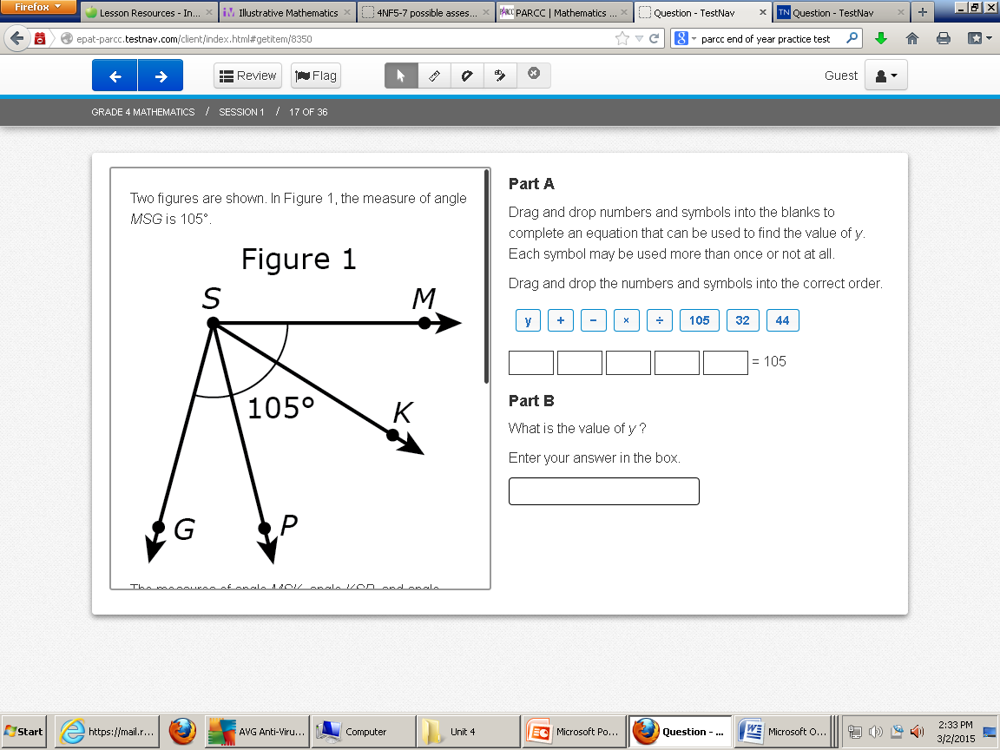 Firefox
Lesson Resources - In...
Illustrative Mathematics
4NF5-7 possible asses...
PARCC | Mathematics ...
Question - TestNav
TN Question - TestNav
epat-parcc.testnav.com/client/index.html#getitem/8350
parcc end of year practice test
Review
Flag
Guest
GRADE 4 MATHEMATICS / SESSION 1 / 17 OF 36
Two figures are shown. In Figure 1, the measure of angle
MSG is 105°.
Figure 1
S
M
105°
K
G
P
The measures of angle MSK, angle KSP, and angle
Part A
Drag and drop numbers and symbols into the blanks to
complete an equation that can be used to find the value of y.
Each symbol may be used more than once or not at all.
Drag and drop the numbers and symbols into the correct order.
y + − × ÷ 105 32 44
= 105
Part B
What is the value of y ?
Enter your answer in the box.
Start
https://mail.r...
AVG Anti-Viru...
Computer
Unit 4
Microsoft Po...
Question - ...
Microsoft O...
2:33 PM
3/2/2015